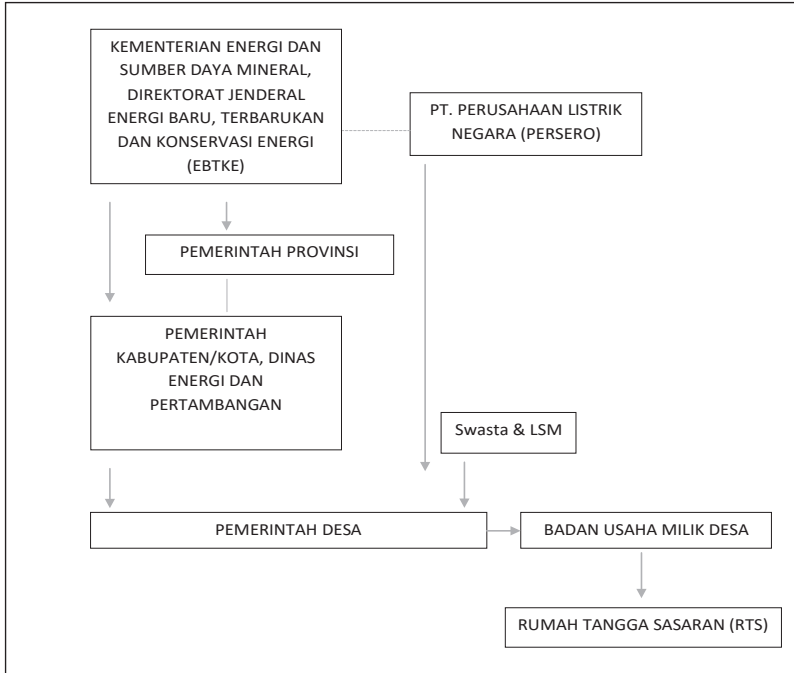 KEMENTERIAN ENERGI DAN
SUMBER DAYA MINERAL,
DIREKTORAT JENDERAL
ENERGI BARU, TERBARUKAN
DAN KONSERVASI ENERGI
(EBTKE)
PT. PERUSAHAAN LISTRIK
NEGARA (PERSERO)
PEMERINTAH PROVINSI
PEMERINTAH
KABUPATEN/KOTA, DINAS
ENERGI DAN
PERTAMBANGAN
Swasta & LSM
PEMERINTAH DESA
BADAN USAHA MILIK DESA
RUMAH TANGGA SASARAN (RTS)